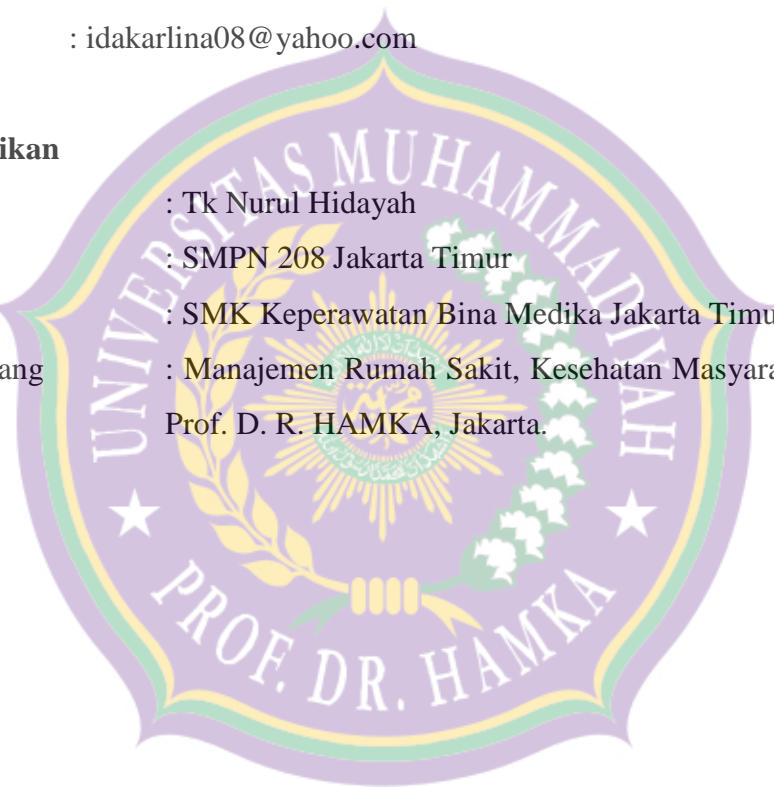 : idakarlina08@yahoo.com
ikan
: Tk Nurul Hidayah
: SMPN 208 Jakarta Timur
: SMK Keperawatan Bina Medika Jakarta Timu
ang : Manajemen Rumah Sakit, Kesehatan Masyara
Prof. D. R. HAMKA, Jakarta.
UNIVERSITAS MUHAMMADIYAH
PROF. DR. HAMKA